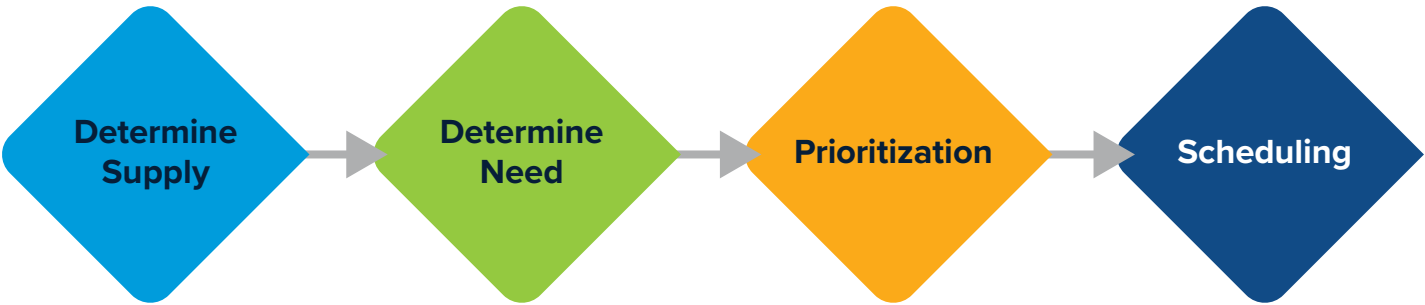 Determine
Supply
Determine
Need
Prioritization
Scheduling